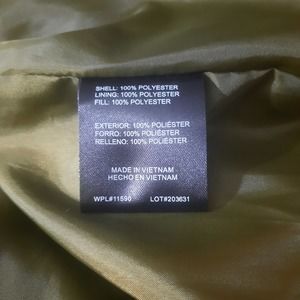 SHELL: 100% POLYESTER
LINING: 100% POLYESTER
FILL: 100% POLYESTER
EXTERIOR: 100% POLIÉSTER
FORRO: 100% POLIÉSTER
RELLENO: 100% POLIÉSTER
MADE IN VIETNAM
HECHO EN VIETNAM
WPL#11590 LOT#203631